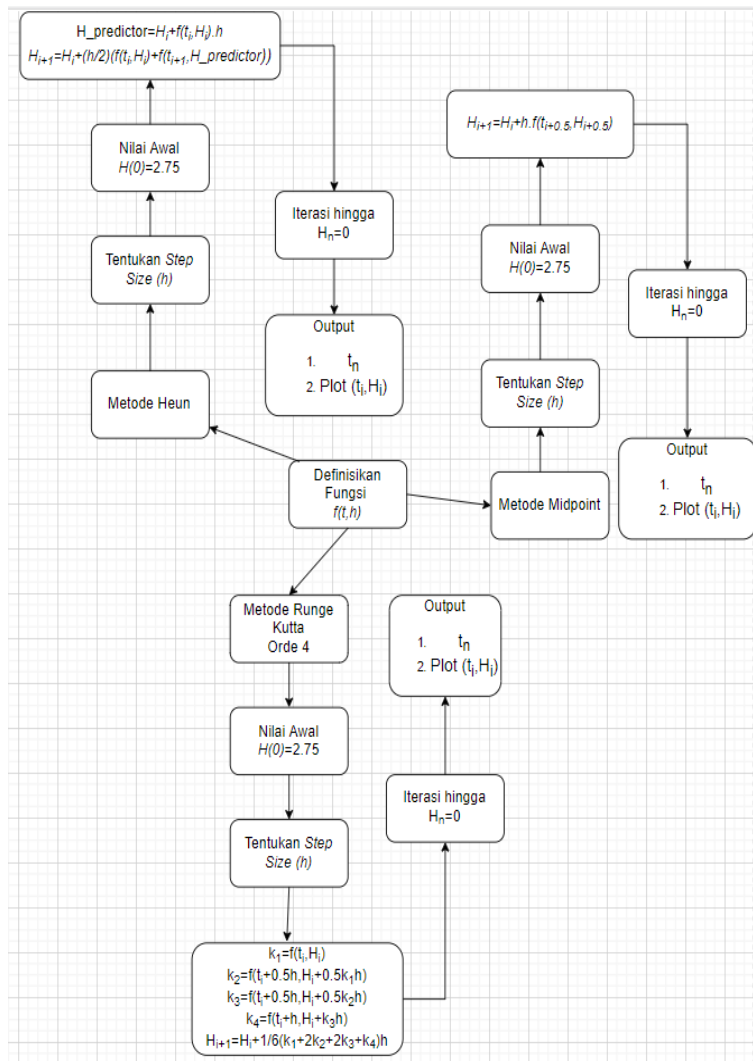 H_predictor=Hᵢ+f(tᵢ,Hᵢ).h
Hᵢ₊₁=Hᵢ+(h/2)(f(tᵢ,Hᵢ)+f(tᵢ₊₁,H_predictor))
Nilai Awal
H(0)=2.75
Tentukan Step
Size (h)
Metode Heun
Iterasi hingga
Hₙ=0
Output
1. tₙ
2. Plot (tᵢ,Hᵢ)
Hᵢ₊₁=Hᵢ+h.f(tᵢ₊₀.₅,Hᵢ₊₀.₅)
Nilai Awal
H(0)=2.75
Tentukan Step
Size (h)
Metode Midpoint
Iterasi hingga
Hₙ=0
Output
1. tₙ
2. Plot (tᵢ,Hᵢ)
Definisikan
Fungsi
f(t,h)
Metode Runge
Kutta
Orde 4
Nilai Awal
H(0)=2.75
Tentukan Step
Size (h)
k₁=f(tᵢ,Hᵢ)
k₂=f(tᵢ+0.5h,Hᵢ+0.5k₁h)
k₃=f(tᵢ+0.5h,Hᵢ+0.5k₂h)
k₄=f(tᵢ+h,Hᵢ+k₃h)
Hᵢ₊₁=Hᵢ+1/6(k₁+2k₂+2k₃+k₄)h
Iterasi hingga
Hₙ=0
Output
1. tₙ
2. Plot (tᵢ,Hᵢ)